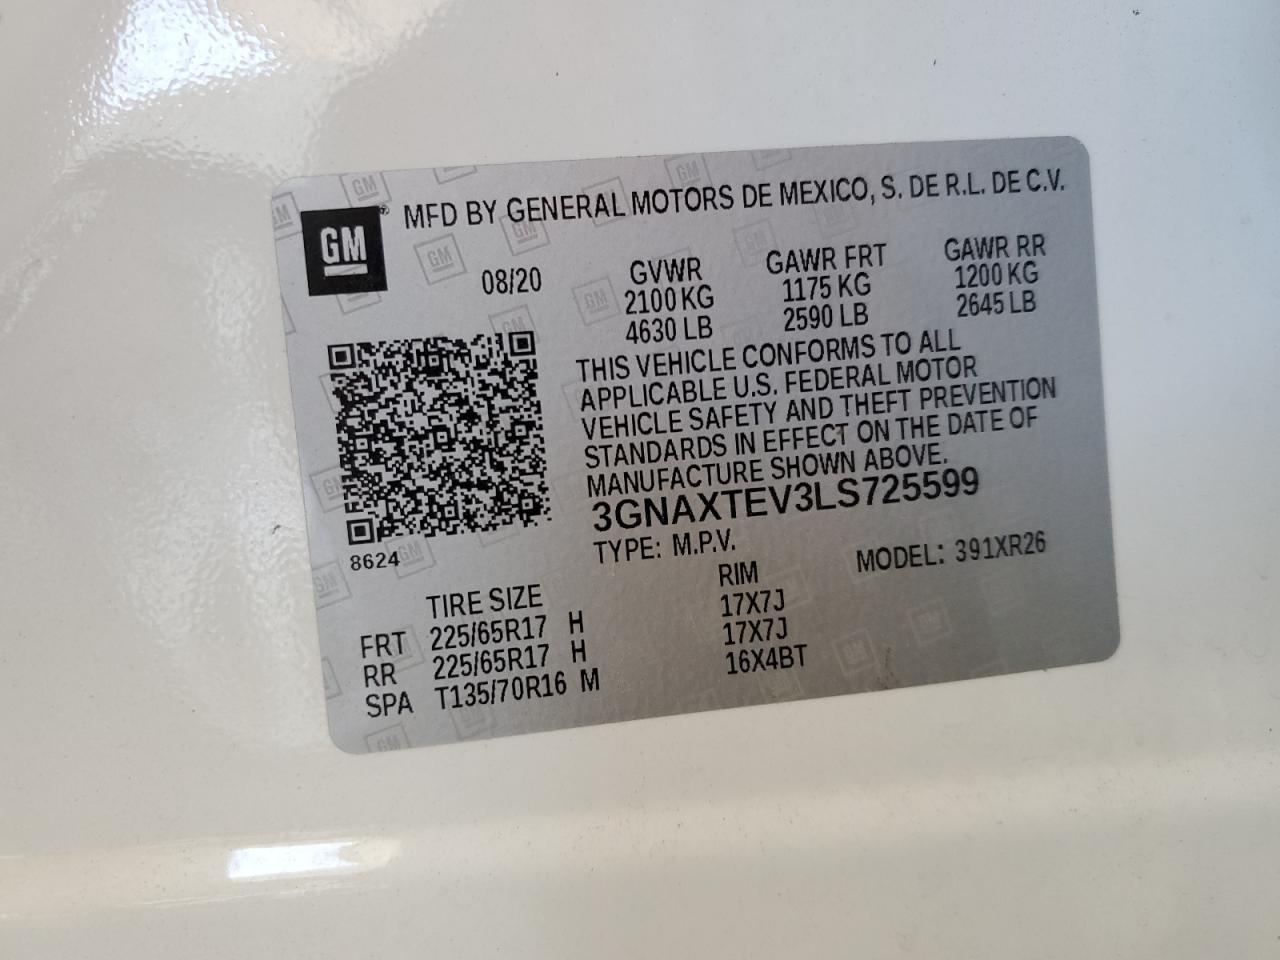 GM
MFD BY GENERAL MOTORS DE MEXICO, S. DE R.L. DE C.V.
08/20 GVWR GAWR FRT GAWR RR
2100 KG 1175 KG 1200 KG
4630 LB 2590 LB 2645 LB
THIS VEHICLE CONFORMS TO ALL
APPLICABLE U.S. FEDERAL MOTOR
VEHICLE SAFETY AND THEFT PREVENTION
STANDARDS IN EFFECT ON THE DATE OF
MANUFACTURE SHOWN ABOVE.
3GNAXTEV3LS725599
8624
TYPE: M.P.V. MODEL: 391XR26
TIRE SIZE RIM
FRT 225/65R17 H 17X7J
RR 225/65R17 H 17X7J
SPA T135/70R16 M 16X4BT